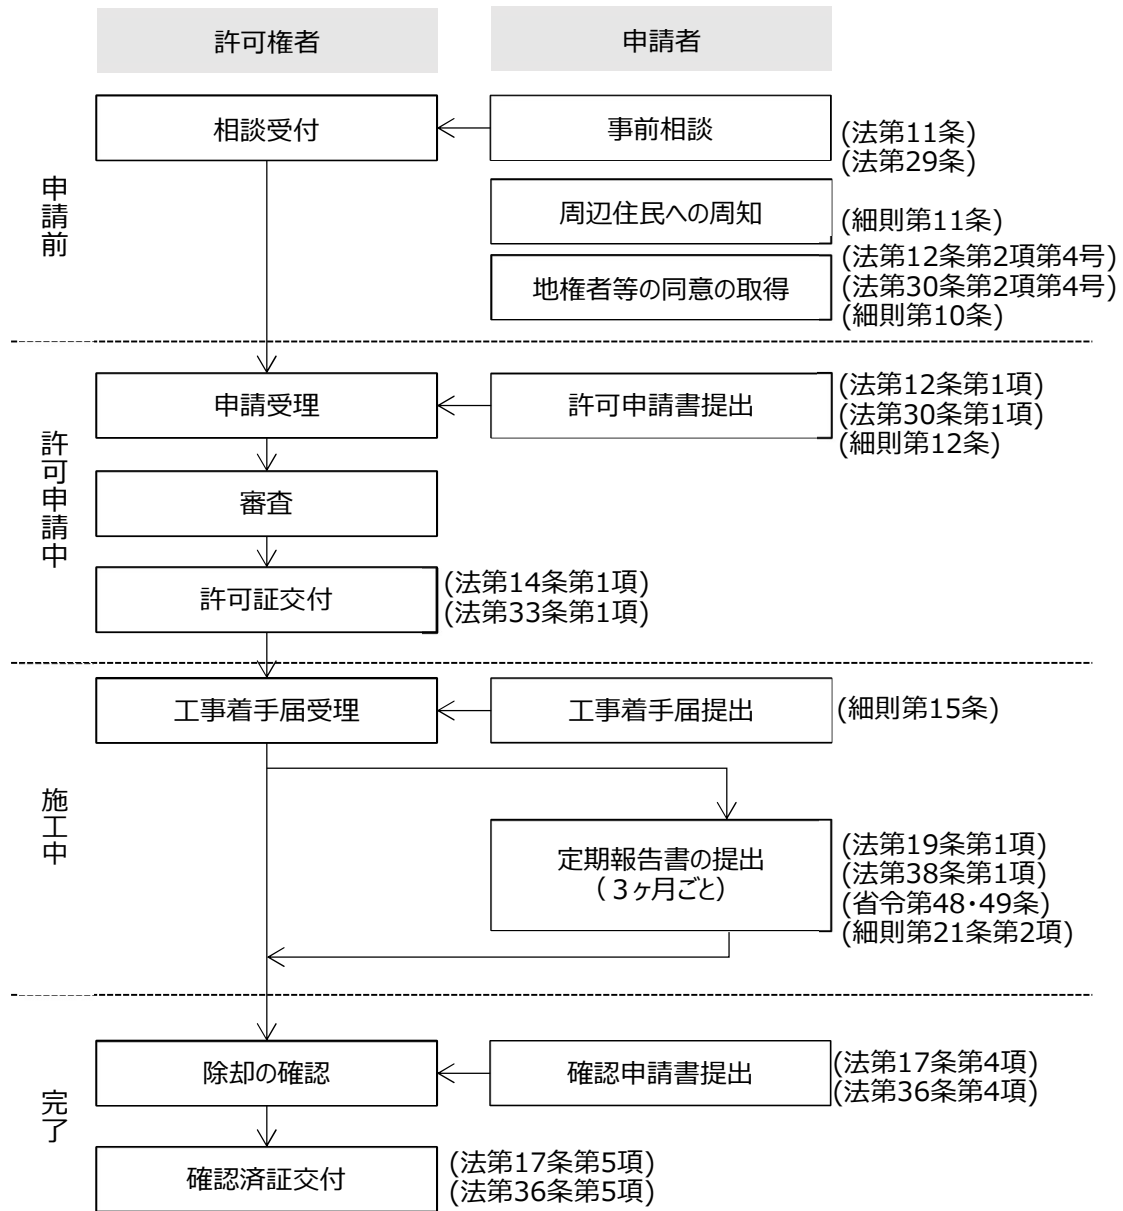 許可権者
申請者
申請前
相談受付
事前相談
(法第11条)
(法第29条)
周辺住民への周知
(細則第11条)
地権者等の同意の取得
(法第12条第2項第4号)
(法第30条第2項第4号)
(細則第10条)
許可申請中
申請受理
許可申請書提出
(法第12条第1項)
(法第30条第1項)
(細則第12条)
審査
許可証交付
(法第14条第1項)
(法第33条第1項)
施工中
工事着手届受理
工事着手届提出
(細則第15条)
定期報告書の提出
(3ヶ月ごと)
(法第19条第1項)
(法第38条第1項)
(省令第48・49条)
(細則第21条第2項)
完了
除却の確認
確認申請書提出
(法第17条第4項)
(法第36条第4項)
確認済証交付
(法第17条第5項)
(法第36条第5項)